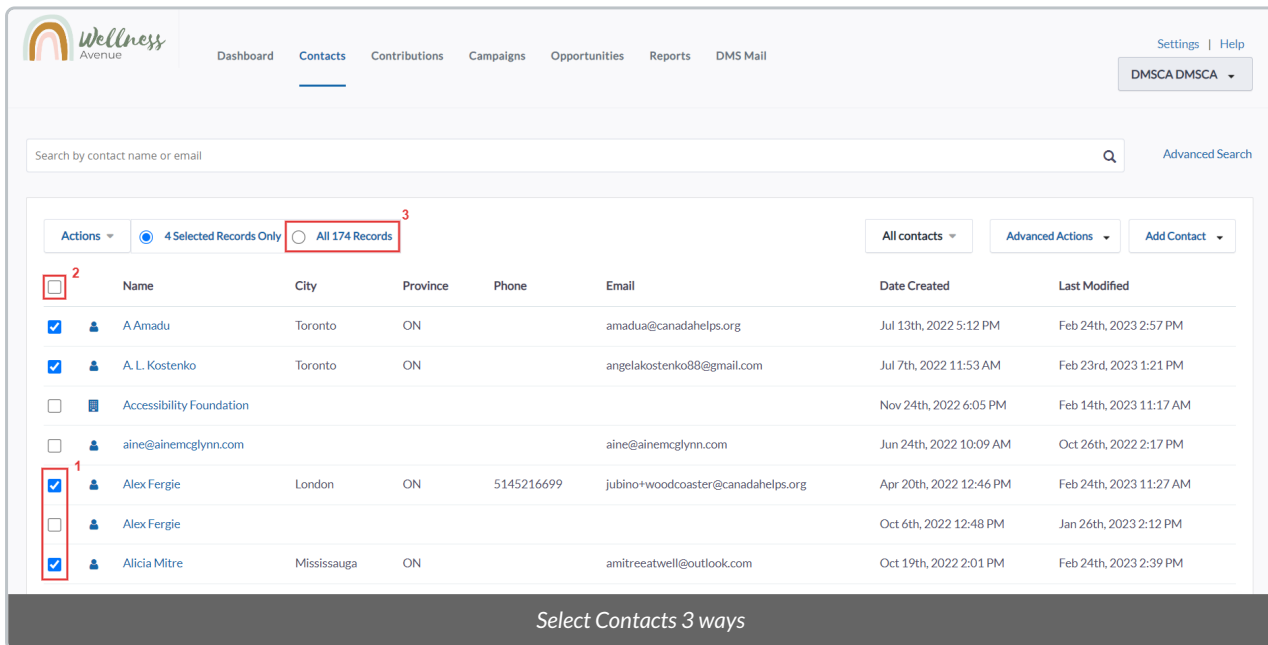 Wellness
Avenue
Dashboard Contacts Contributions Campaigns Opportunities Reports DMS Mail
Settings | Help
DMSCA DMSCA
Search by contact name or email
Advanced Search
3
Actions 4 Selected Records Only All 174 Records All contacts Advanced Actions Add Contact
2
Name City Province Phone Email Date Created Last Modified
A Amadu Toronto ON amadua@canadahelps.org Jul 13th, 2022 5:12 PM Feb 24th, 2023 2:57 PM
A. L. Kostenko Toronto ON angelakostenko88@gmail.com Jul 7th, 2022 11:53 AM Feb 23rd, 2023 1:21 PM
Accessibility Foundation Nov 24th, 2022 6:05 PM Feb 14th, 2023 11:17 AM
aine@ainemcglynn.com aine@ainemcglynn.com Jun 24th, 2022 10:09 AM Oct 26th, 2022 2:17 PM
1
Alex Fergie London ON 5145216699 jubino+woodcoaster@canadahelps.org Apr 20th, 2022 12:46 PM Feb 24th, 2023 11:27 AM
Alex Fergie Oct 6th, 2022 12:48 PM Jan 26th, 2023 2:12 PM
Alicia Mitre Mississauga ON amitreeatwell@outlook.com Oct 19th, 2022 2:01 PM Feb 24th, 2023 2:39 PM
Select Contacts 3 ways